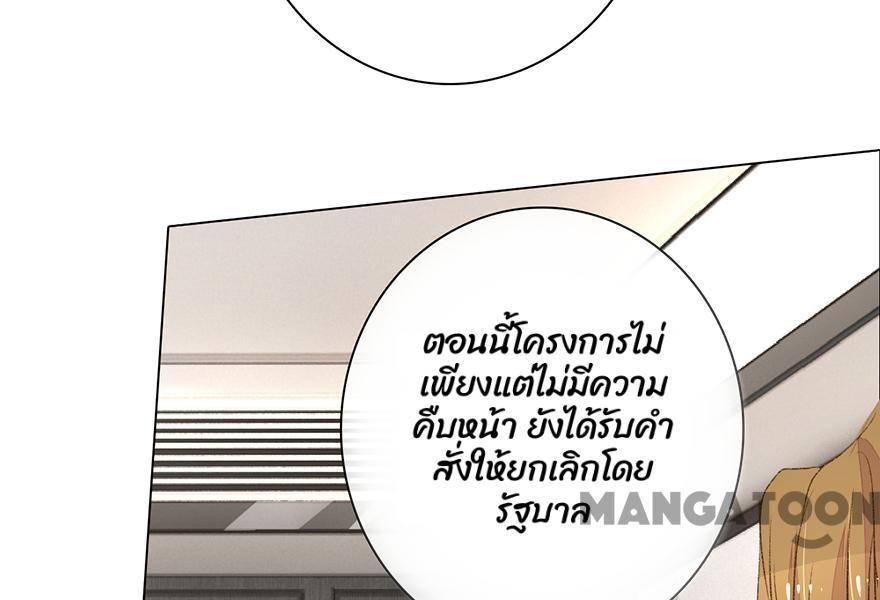 ตอนนี้โครงการไม่
เพียงแต่ไม่มีความ
คืบหน้า ยังได้รับคำ
สั่งให้ยกเลิกโดย
รัฐบาล
MANGATOON